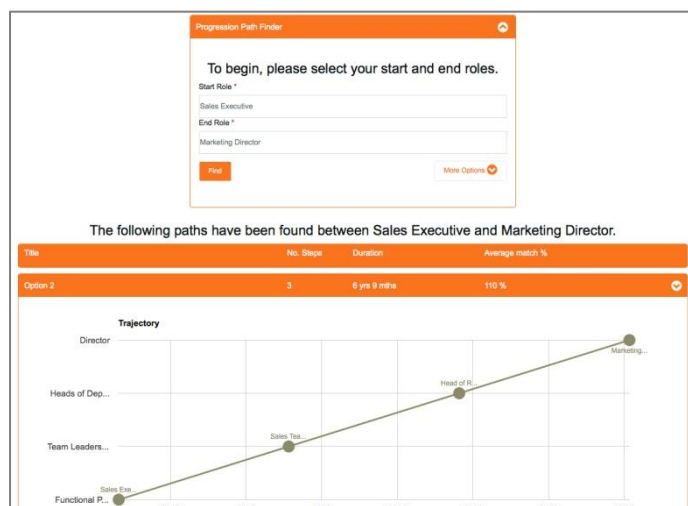 Progression Path Finder
To begin, please select your start and end roles.
Start Role *
Sales Executive
End Role *
Marketing Director
Find More Options
The following paths have been found between Sales Executive and Marketing Director.
Title No. Steps Duration Average match %
Option 2 3 6 yrs 9 mths 110 %
Trajectory
Director
Marketing...
Head of R...
Heads of Dep...
Sales Tea...
Team Leaders...
Sales Exe...
Functional P...